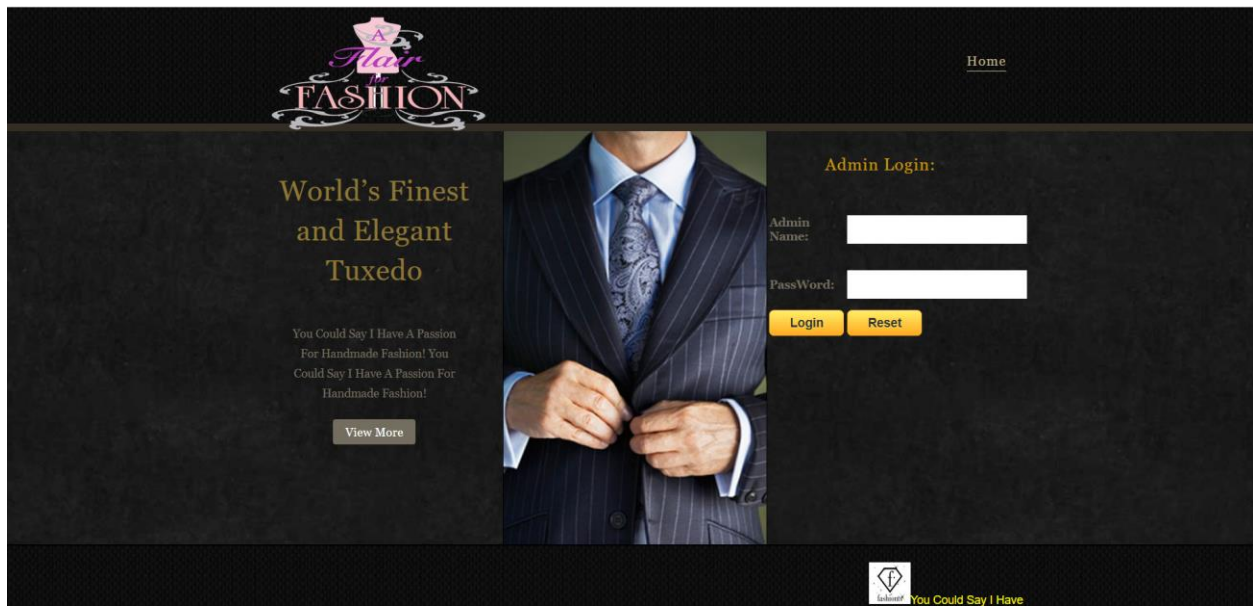 A
Flair
for
FASHION
Home
World's Finest
and Elegant
Tuxedo
You Could Say I Have A Passion
For Handmade Fashion! You
Could Say I Have A Passion For
Handmade Fashion!
View More
Admin Login:
Admin
Name:
PassWord:
Login
Reset
f
You Could Say I Have